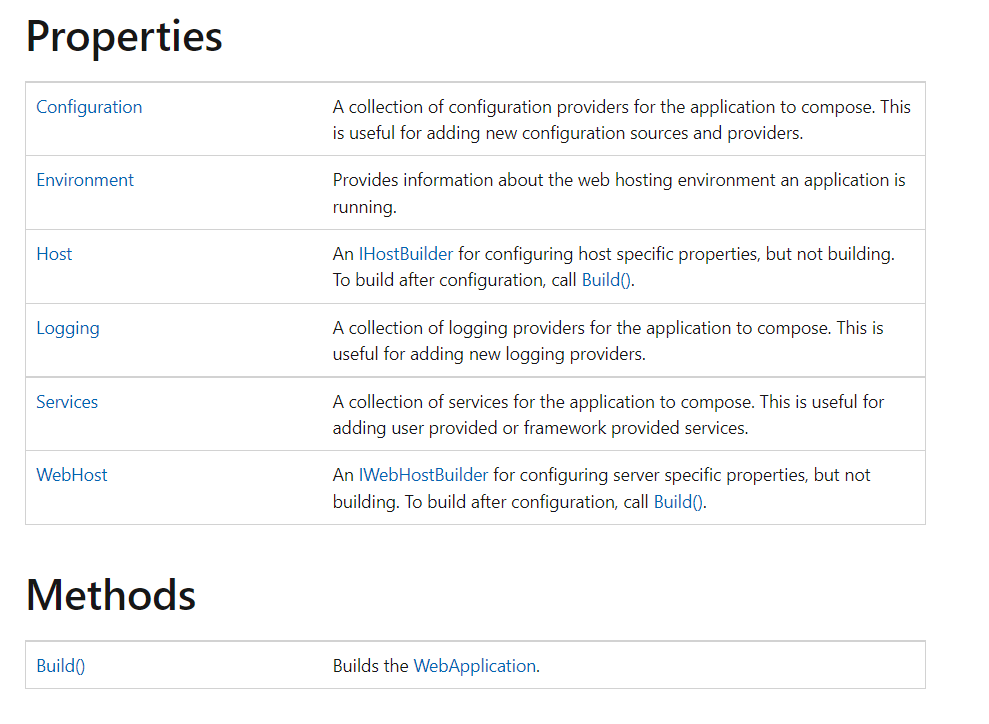 Properties
Configuration
A collection of configuration providers for the application to compose. This
is useful for adding new configuration sources and providers.
Environment
Provides information about the web hosting environment an application is
running.
Host
An IHostBuilder for configuring host specific properties, but not building.
To build after configuration, call Build().
Logging
A collection of logging providers for the application to compose. This is
useful for adding new logging providers.
Services
A collection of services for the application to compose. This is useful for
adding user provided or framework provided services.
WebHost
An IWebHostBuilder for configuring server specific properties, but not
building. To build after configuration, call Build().
Methods
Build()
Builds the WebApplication.